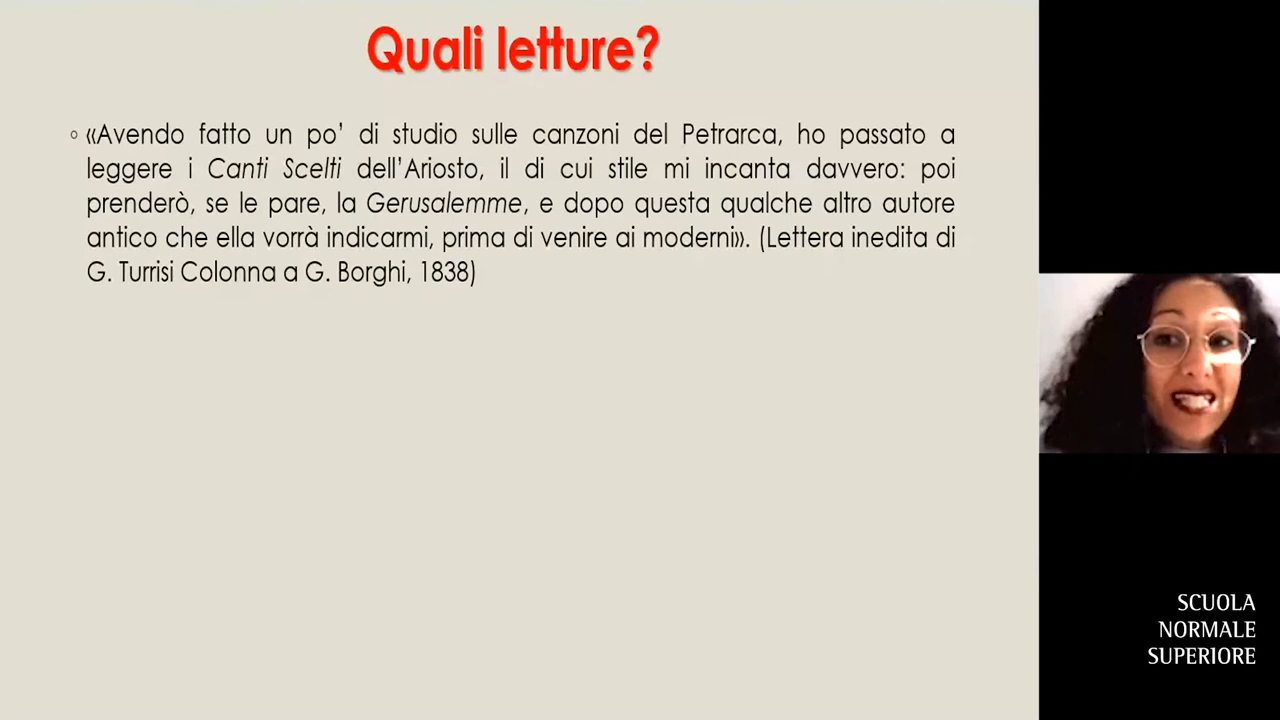 Quali letture?
«Avendo fatto un po’ di studio sulle canzoni del Petrarca, ho passato a
leggere i Canti Scelti dell’Ariosto, il di cui stile mi incanta davvero: poi
prenderò, se le pare, la Gerusalemme, e dopo questa qualche altro autore
antico che ella vorrà indicarmi, prima di venire ai moderni». (Lettera inedita di
G. Turrisi Colonna a G. Borghi, 1838)
SCUOLA
NORMALE
SUPERIORE